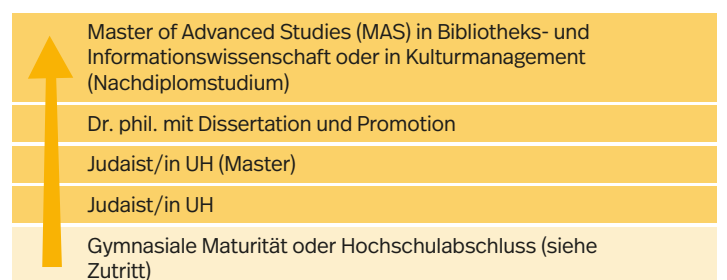 Master of Advanced Studies (MAS) in Bibliotheks- und
Informationswissenschaft oder in Kulturmanagement
(Nachdiplomstudium)
Dr. phil. mit Dissertation und Promotion
Judaist/in UH (Master)
Judaist/in UH
Gymnasiale Maturität oder Hochschulabschluss (siehe
Zutritt)